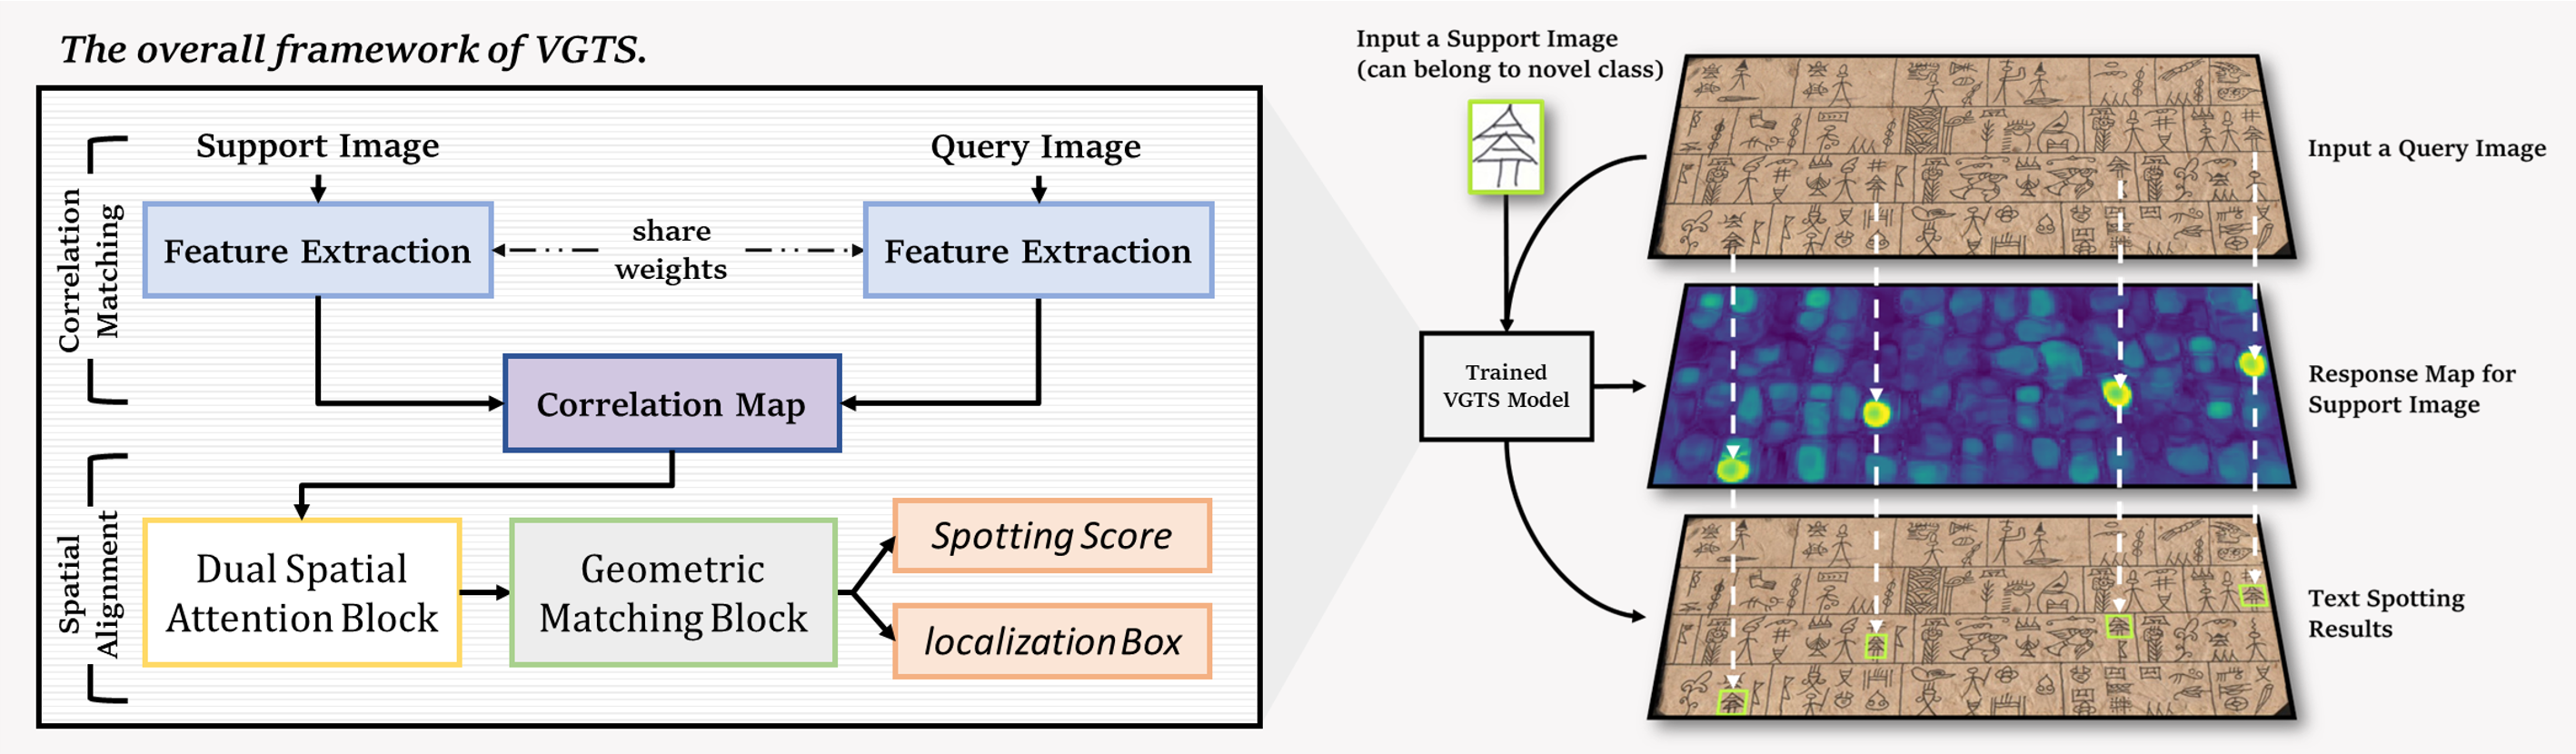 The overall framework of VGTS.
Correlation
Matching
Support Image
Query Image
Feature Extraction
share
weights
Feature Extraction
Correlation Map
Spatial
Alignment
Dual Spatial
Attention Block
Geometric
Matching Block
Spotting Score
localization Box
Input a Support Image
(can belong to novel class)
Input a Query Image
Trained
VGTS Model
Response Map for
Support Image
Text Spotting
Results